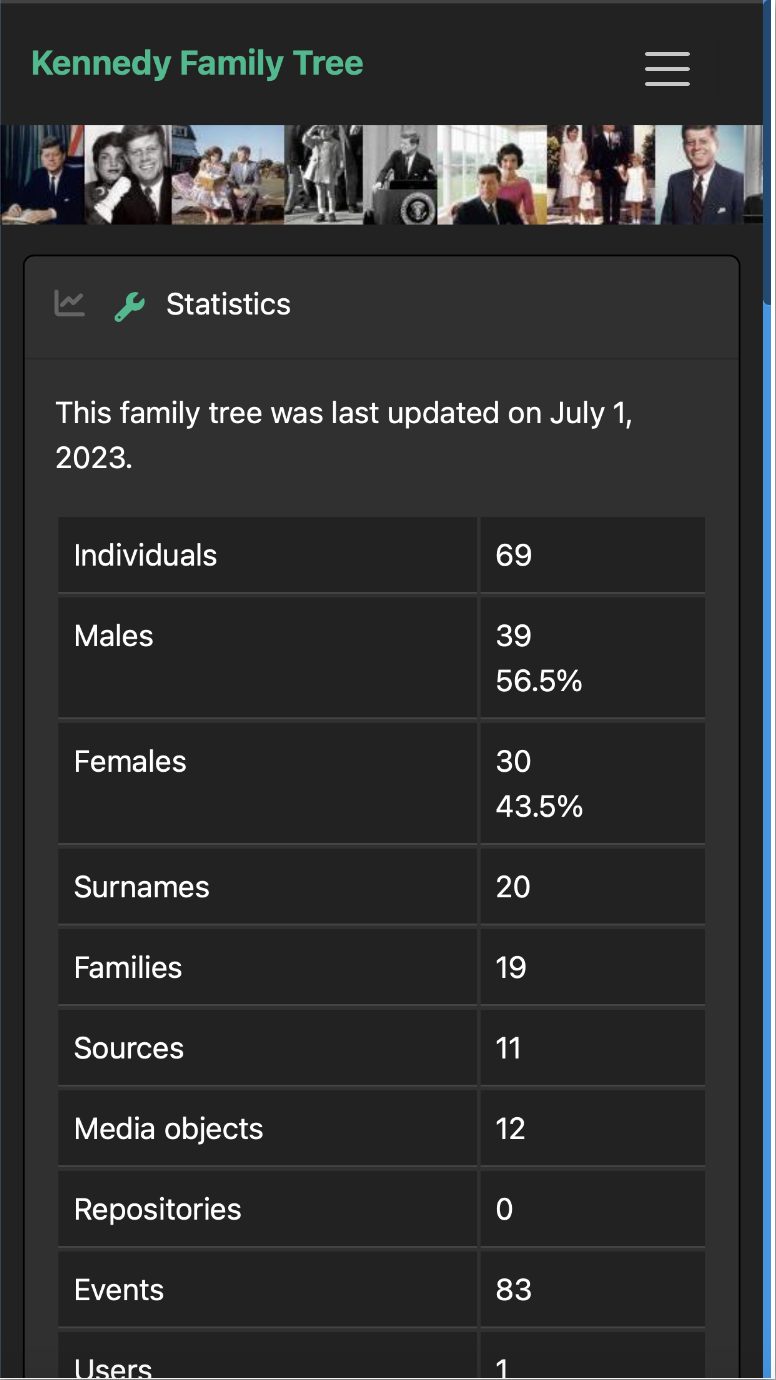 Kennedy Family Tree
Statistics
This family tree was last updated on July 1,
2023.
Individuals 69
Males 39
56.5%
Females 30
43.5%
Surnames 20
Families 19
Sources 11
Media objects 12
Repositories 0
Events 83
Users 1